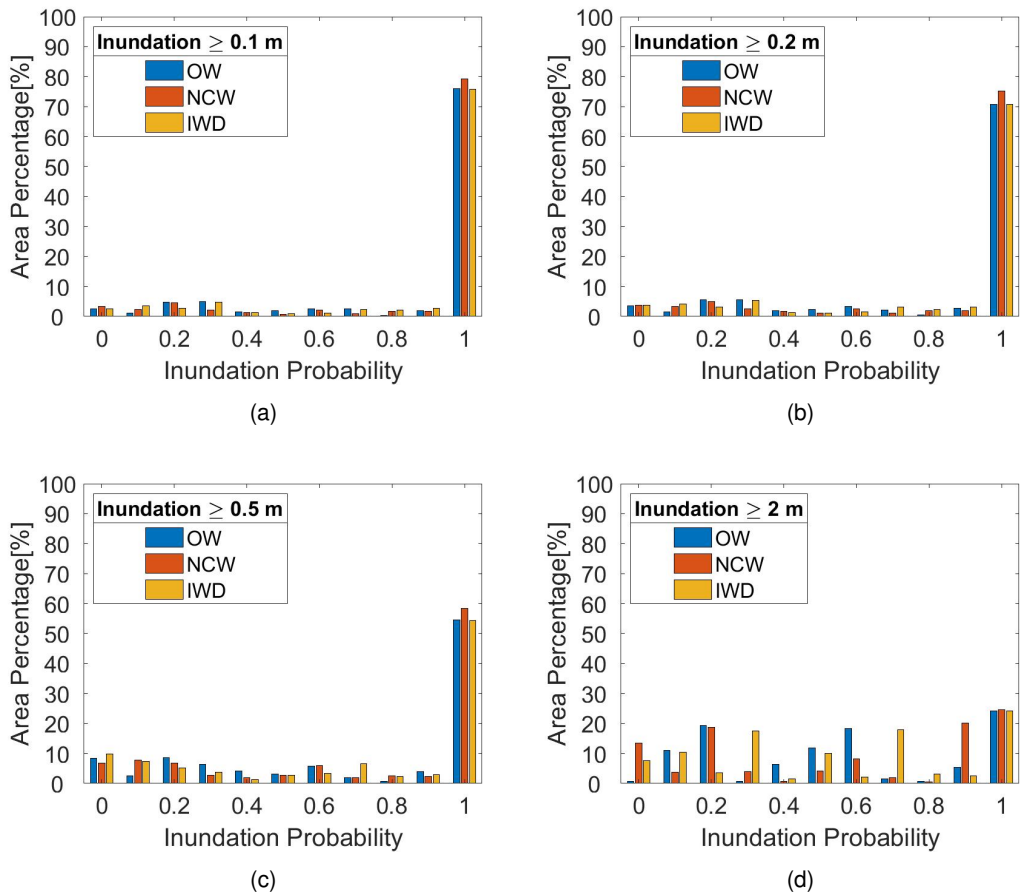 Inundation ≥ 0.1 m
OW
NCW
IWD
100
90
80
70
60
50
40
30
20
10
0
Area Percentage[%]
0 0.2 0.4 0.6 0.8 1
Inundation Probability
(a)
Inundation ≥ 0.2 m
OW
NCW
IWD
100
90
80
70
60
50
40
30
20
10
0
Area Percentage[%]
0 0.2 0.4 0.6 0.8 1
Inundation Probability
(b)
Inundation ≥ 0.5 m
OW
NCW
IWD
100
90
80
70
60
50
40
30
20
10
0
Area Percentage[%]
0 0.2 0.4 0.6 0.8 1
Inundation Probability
(c)
Inundation ≥ 2 m
OW
NCW
IWD
100
90
80
70
60
50
40
30
20
10
0
Area Percentage[%]
0 0.2 0.4 0.6 0.8 1
Inundation Probability
(d)